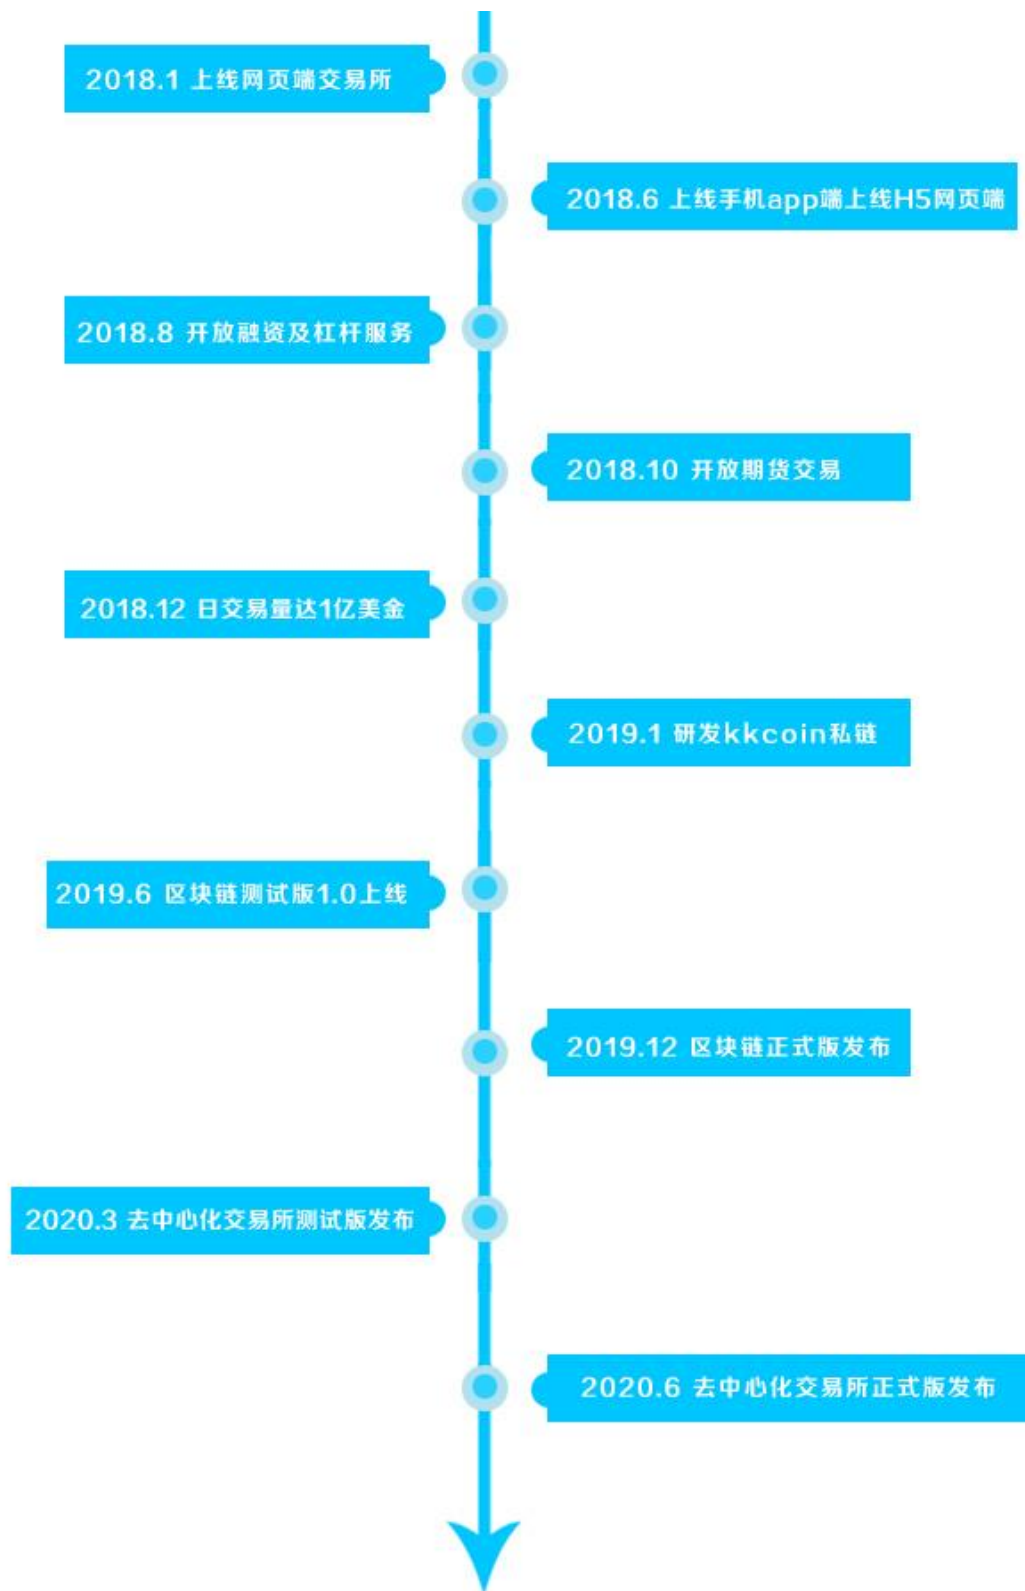 2018.1 上线网页端交易所
2018.6 上线手机app端上线H5网页端
2018.8 开放融资及杠杆服务
2018.10 开放期货交易
2018.12 日交易量达1亿美金
2019.1 研发kkcoin私链
2019.6 区块链测试版1.0上线
2019.12 区块链正式版发布
2020.3 去中心化交易所测试版发布
2020.6 去中心化交易所正式版发布